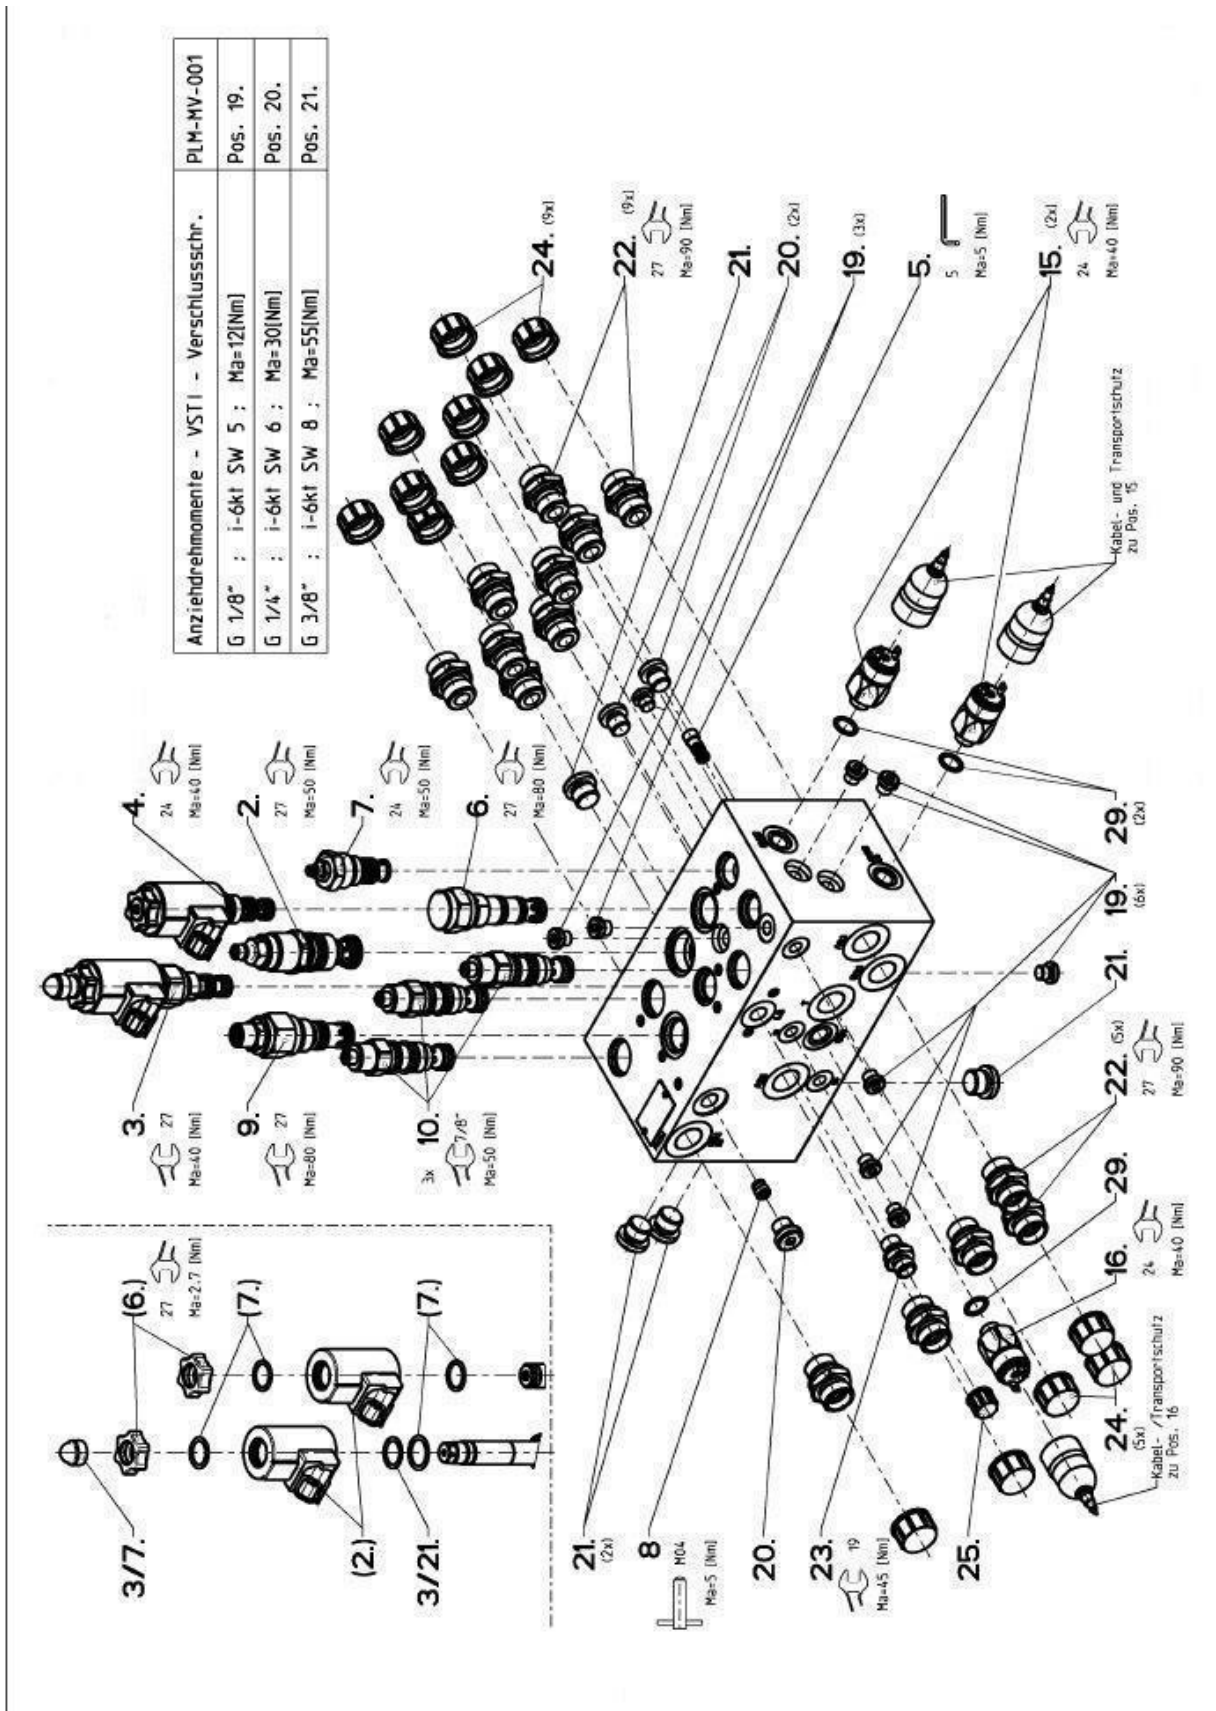 Anziehdrehmomente - VSTI - Verschlussschr. PLM-MV-001
G 1/8" ; i-6kt SW 5 ; Ma=12[Nm] Pos. 19.
G 1/4" ; i-6kt SW 6 ; Ma=30[Nm] Pos. 20.
G 3/8" ; i-6kt SW 8 ; Ma=55[Nm] Pos. 21.
4.
24
Ma=40 [Nm]
2.
27
Ma=50 [Nm]
7.
24
Ma=50 [Nm]
6.
27
Ma=80 [Nm]
3.
27
Ma=40 [Nm]
9.
27
Ma=80 [Nm]
10.
3x 7/8"
Ma=50 [Nm]
24. (9x)
22. (9x)
27
Ma=90 [Nm]
21.
20. (2x)
19. (3x)
5.
5
Ma=5 [Nm]
15. (2x)
24
Ma=40 [Nm]
Kabel- und Transportschutz
zu Pos. 15
29.
(2x)
19.
(6x)
21.
22. (5x)
27
Ma=90 [Nm]
29.
16.
24
Ma=40 [Nm]
24.
(5x)
Kabel- /Transportschutz
zu Pos. 16
25.
23.
19
Ma=45 [Nm]
20.
8
M04
Ma=5 [Nm]
21.
(2x)
(6.)
27
Ma=2.7 [Nm]
(7.)
(7.)
3/7.
(2.)
3/21.